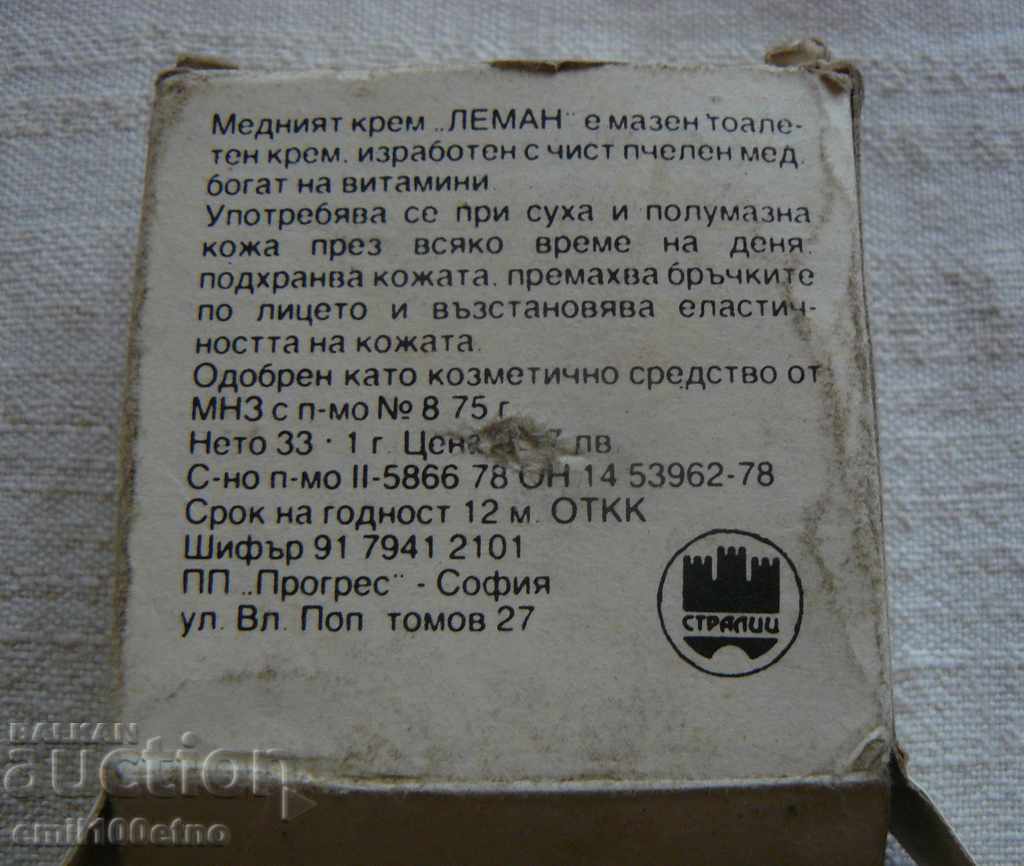 Медният крем „ЛЕМАН“ е мазен тоале-
тен крем, изработен с чист пчелен мед,
богат на витамини.
Употребява се при суха и полумазна
кожа през всяко време на деня,
подхранва кожата, премахва бръчките
по лицето и възстановява еластич-
ността на кожата.
Одобрен като козметично средство от
МНЗ с п-мо № 8 75 г.
Нето 33 · 1 г. Цена лв.
С-но п-мо II-5866 78 ОН 14 53962-78
Срок на годност 12 м. ОТКК
Шифър 91 7941 2101
ПП „Прогрес“ - София
ул. Вл. Поп томов 27
СТРАЛИЦ
BALKAN
auction
emil100etno